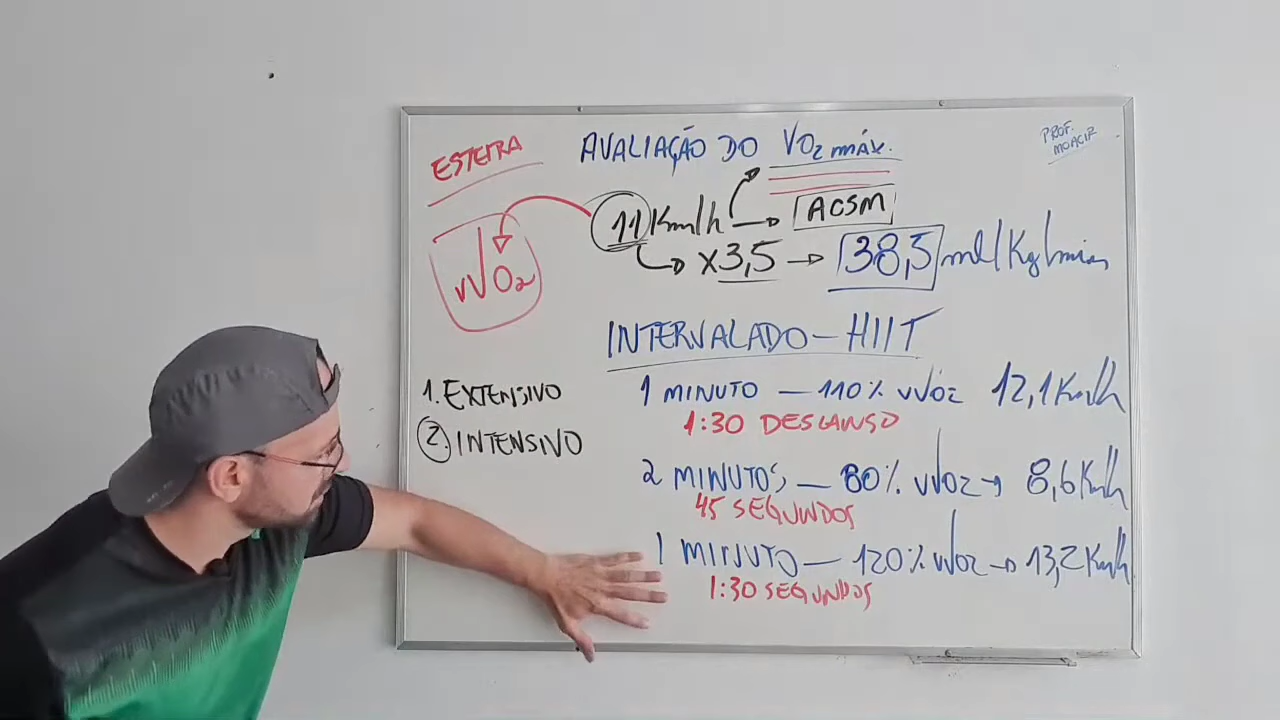 ESTEIRA
AVALIAÇÃO DO VO2 máx.
PROF.
MOACIR
11 Km/h → ACSM
x3,5 → 38,5 ml/Kg/min
vVO2
INTERVALADO - HIIT
1. EXTENSIVO
2. INTENSIVO
1 MINUTO - 110% vVO2 12,1 Km/h
1:30 DESCANSO
2 MINUTOS - 80% vVO2 → 8,6 Km/h
45 SEGUNDOS
1 MINUTO - 120% vVO2 → 13,2 Km/h
1:30 SEGUNDOS